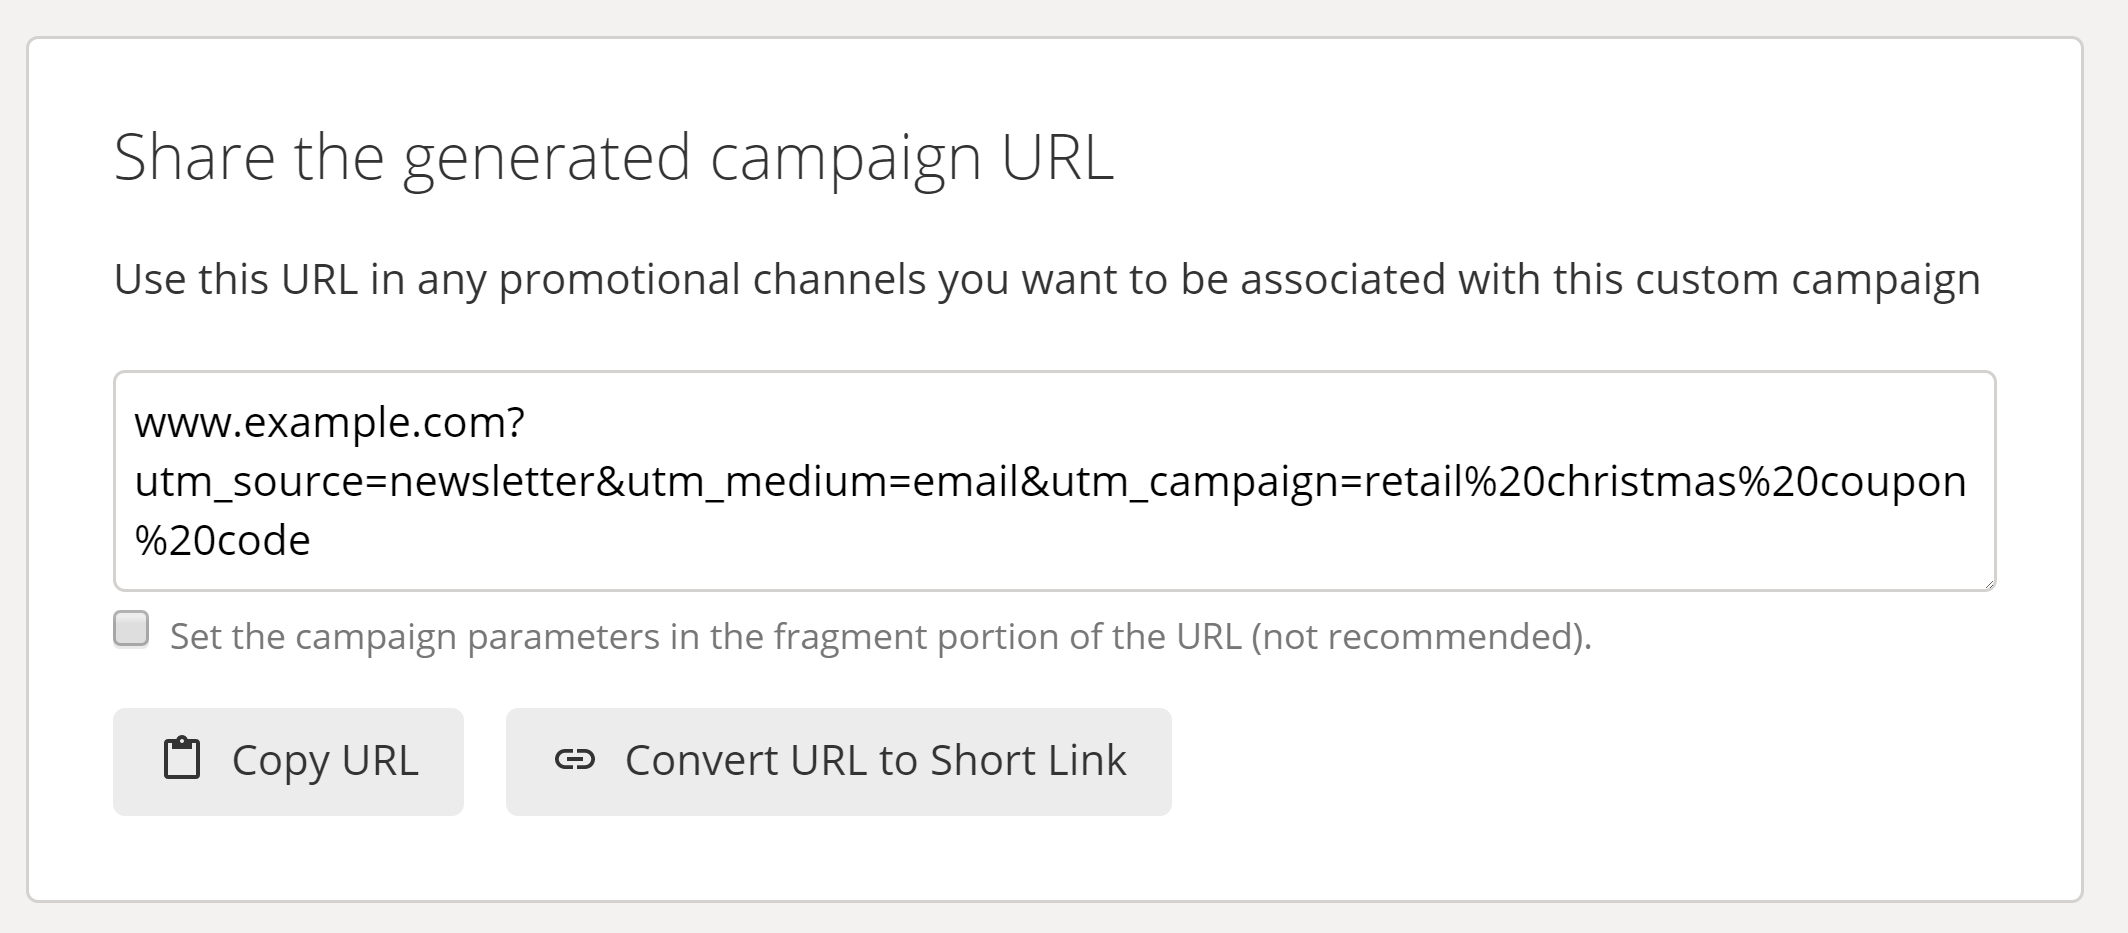 Share the generated campaign URL
Use this URL in any promotional channels you want to be associated with this custom campaign
www.example.com?
utm_source=newsletter&utm_medium=email&utm_campaign=retail%20christmas%20coupon
%20code
Set the campaign parameters in the fragment portion of the URL (not recommended).
Copy URL
Convert URL to Short Link